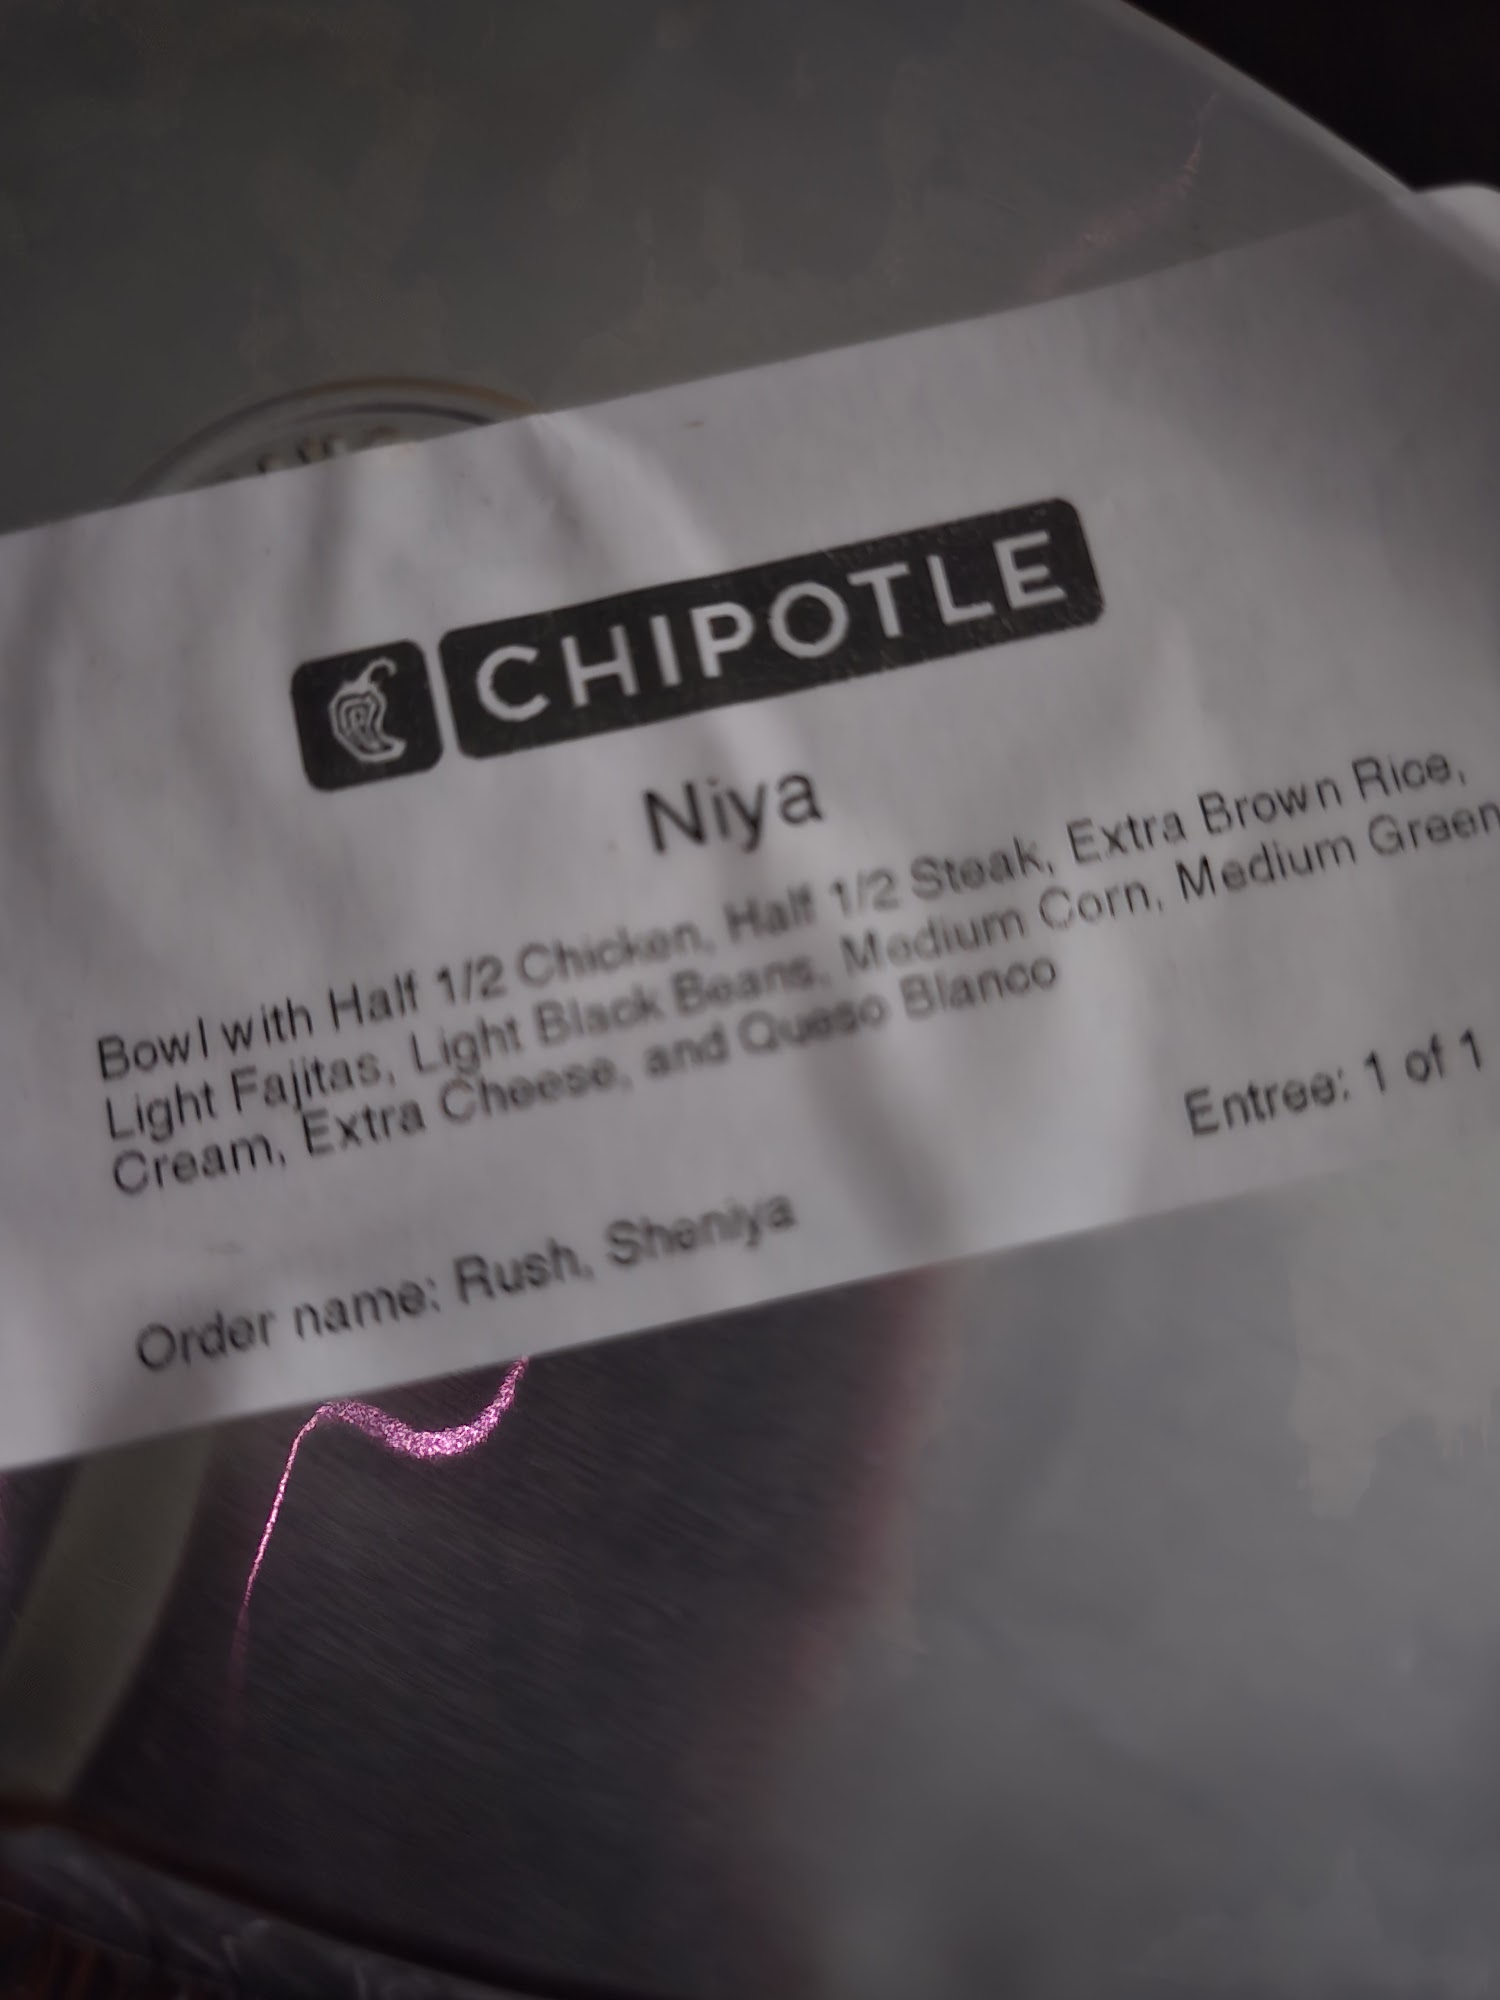 CHIPOTLE
Niya
Bowl with Half 1/2 Chicken, Half 1/2 Steak, Extra Brown Rice,
Light Fajitas, Light Black Beans, Medium Corn, Medium Green
Cream, Extra Cheese, and Queso Blanco
Entree: 1 of 1
Order name: Rush, Sheniya